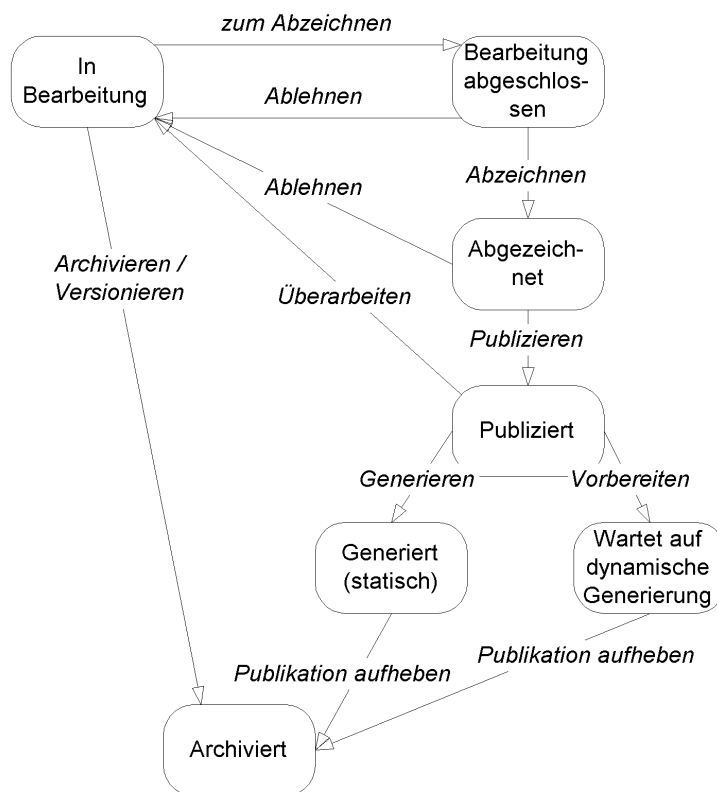 zum Abzeichnen
In
Bearbeitung
Bearbeitung
abgeschlos-
sen
Ablehnen
Abzeichnen
Ablehnen
Abgezeich-
net
Archivieren /
Versionieren
Überarbeiten
Publizieren
Publiziert
Generieren
Vorbereiten
Generiert
(statisch)
Wartet auf
dynamische
Generierung
Publikation aufheben
Publikation aufheben
Archiviert